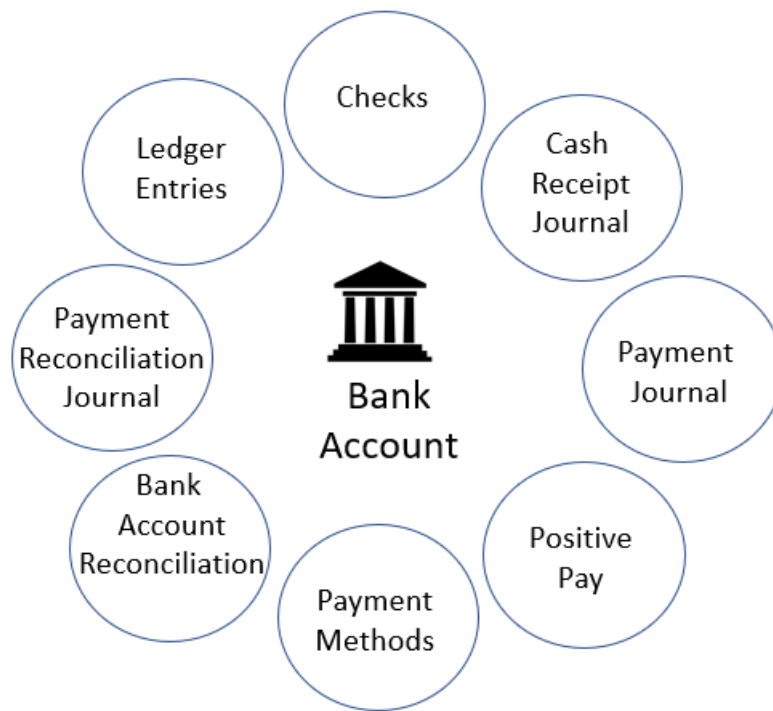 Checks
Cash
Receipt
Journal
Payment
Journal
Positive
Pay
Payment
Methods
Bank
Account
Reconciliation
Payment
Reconciliation
Journal
Ledger
Entries
Bank
Account